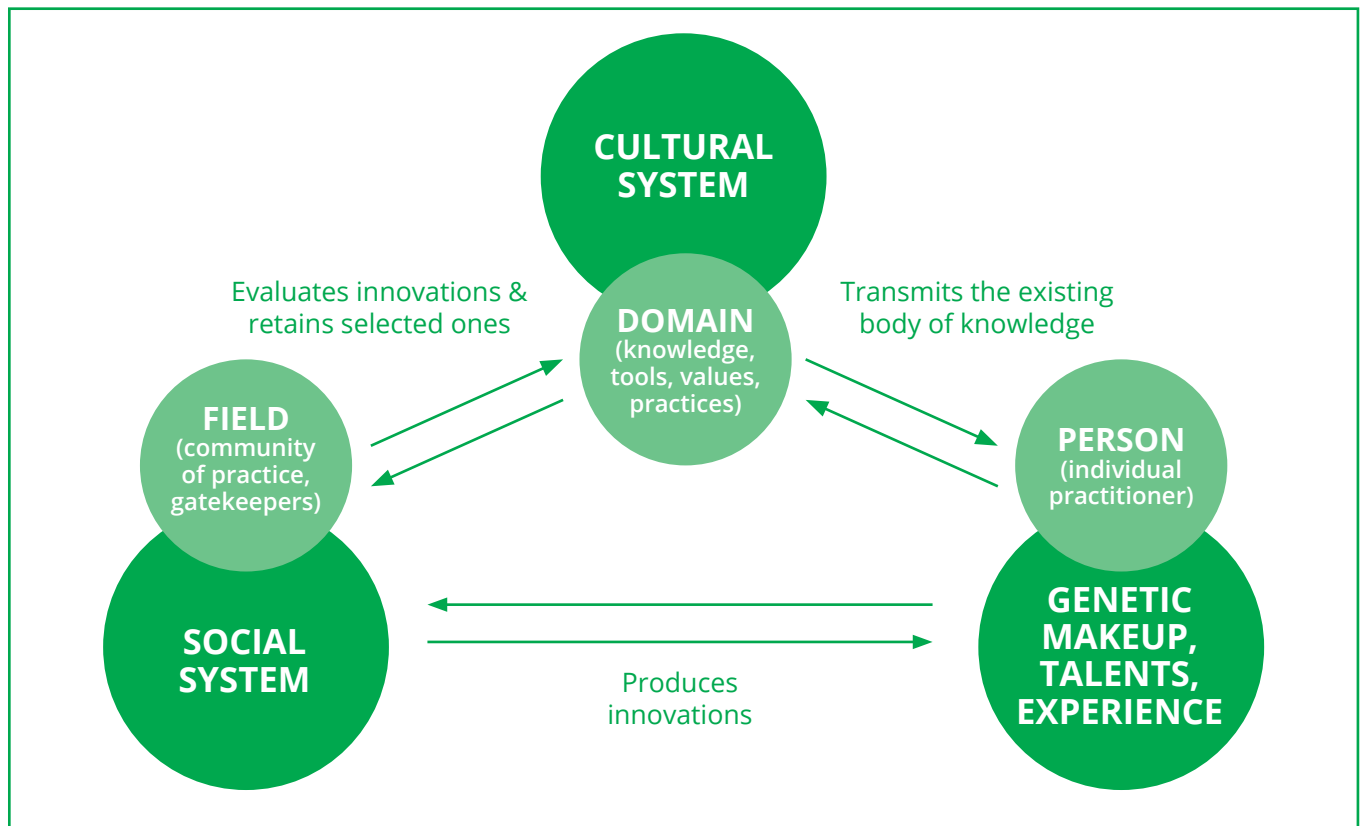 CULTURAL
SYSTEM
Evaluates innovations &
retains selected ones
Transmits the existing
body of knowledge
DOMAIN
(knowledge,
tools, values,
practices)
FIELD
(community
of practice,
gatekeepers)
PERSON
(individual
practitioner)
SOCIAL
SYSTEM
GENETIC
MAKEUP,
TALENTS,
EXPERIENCE
Produces
innovations